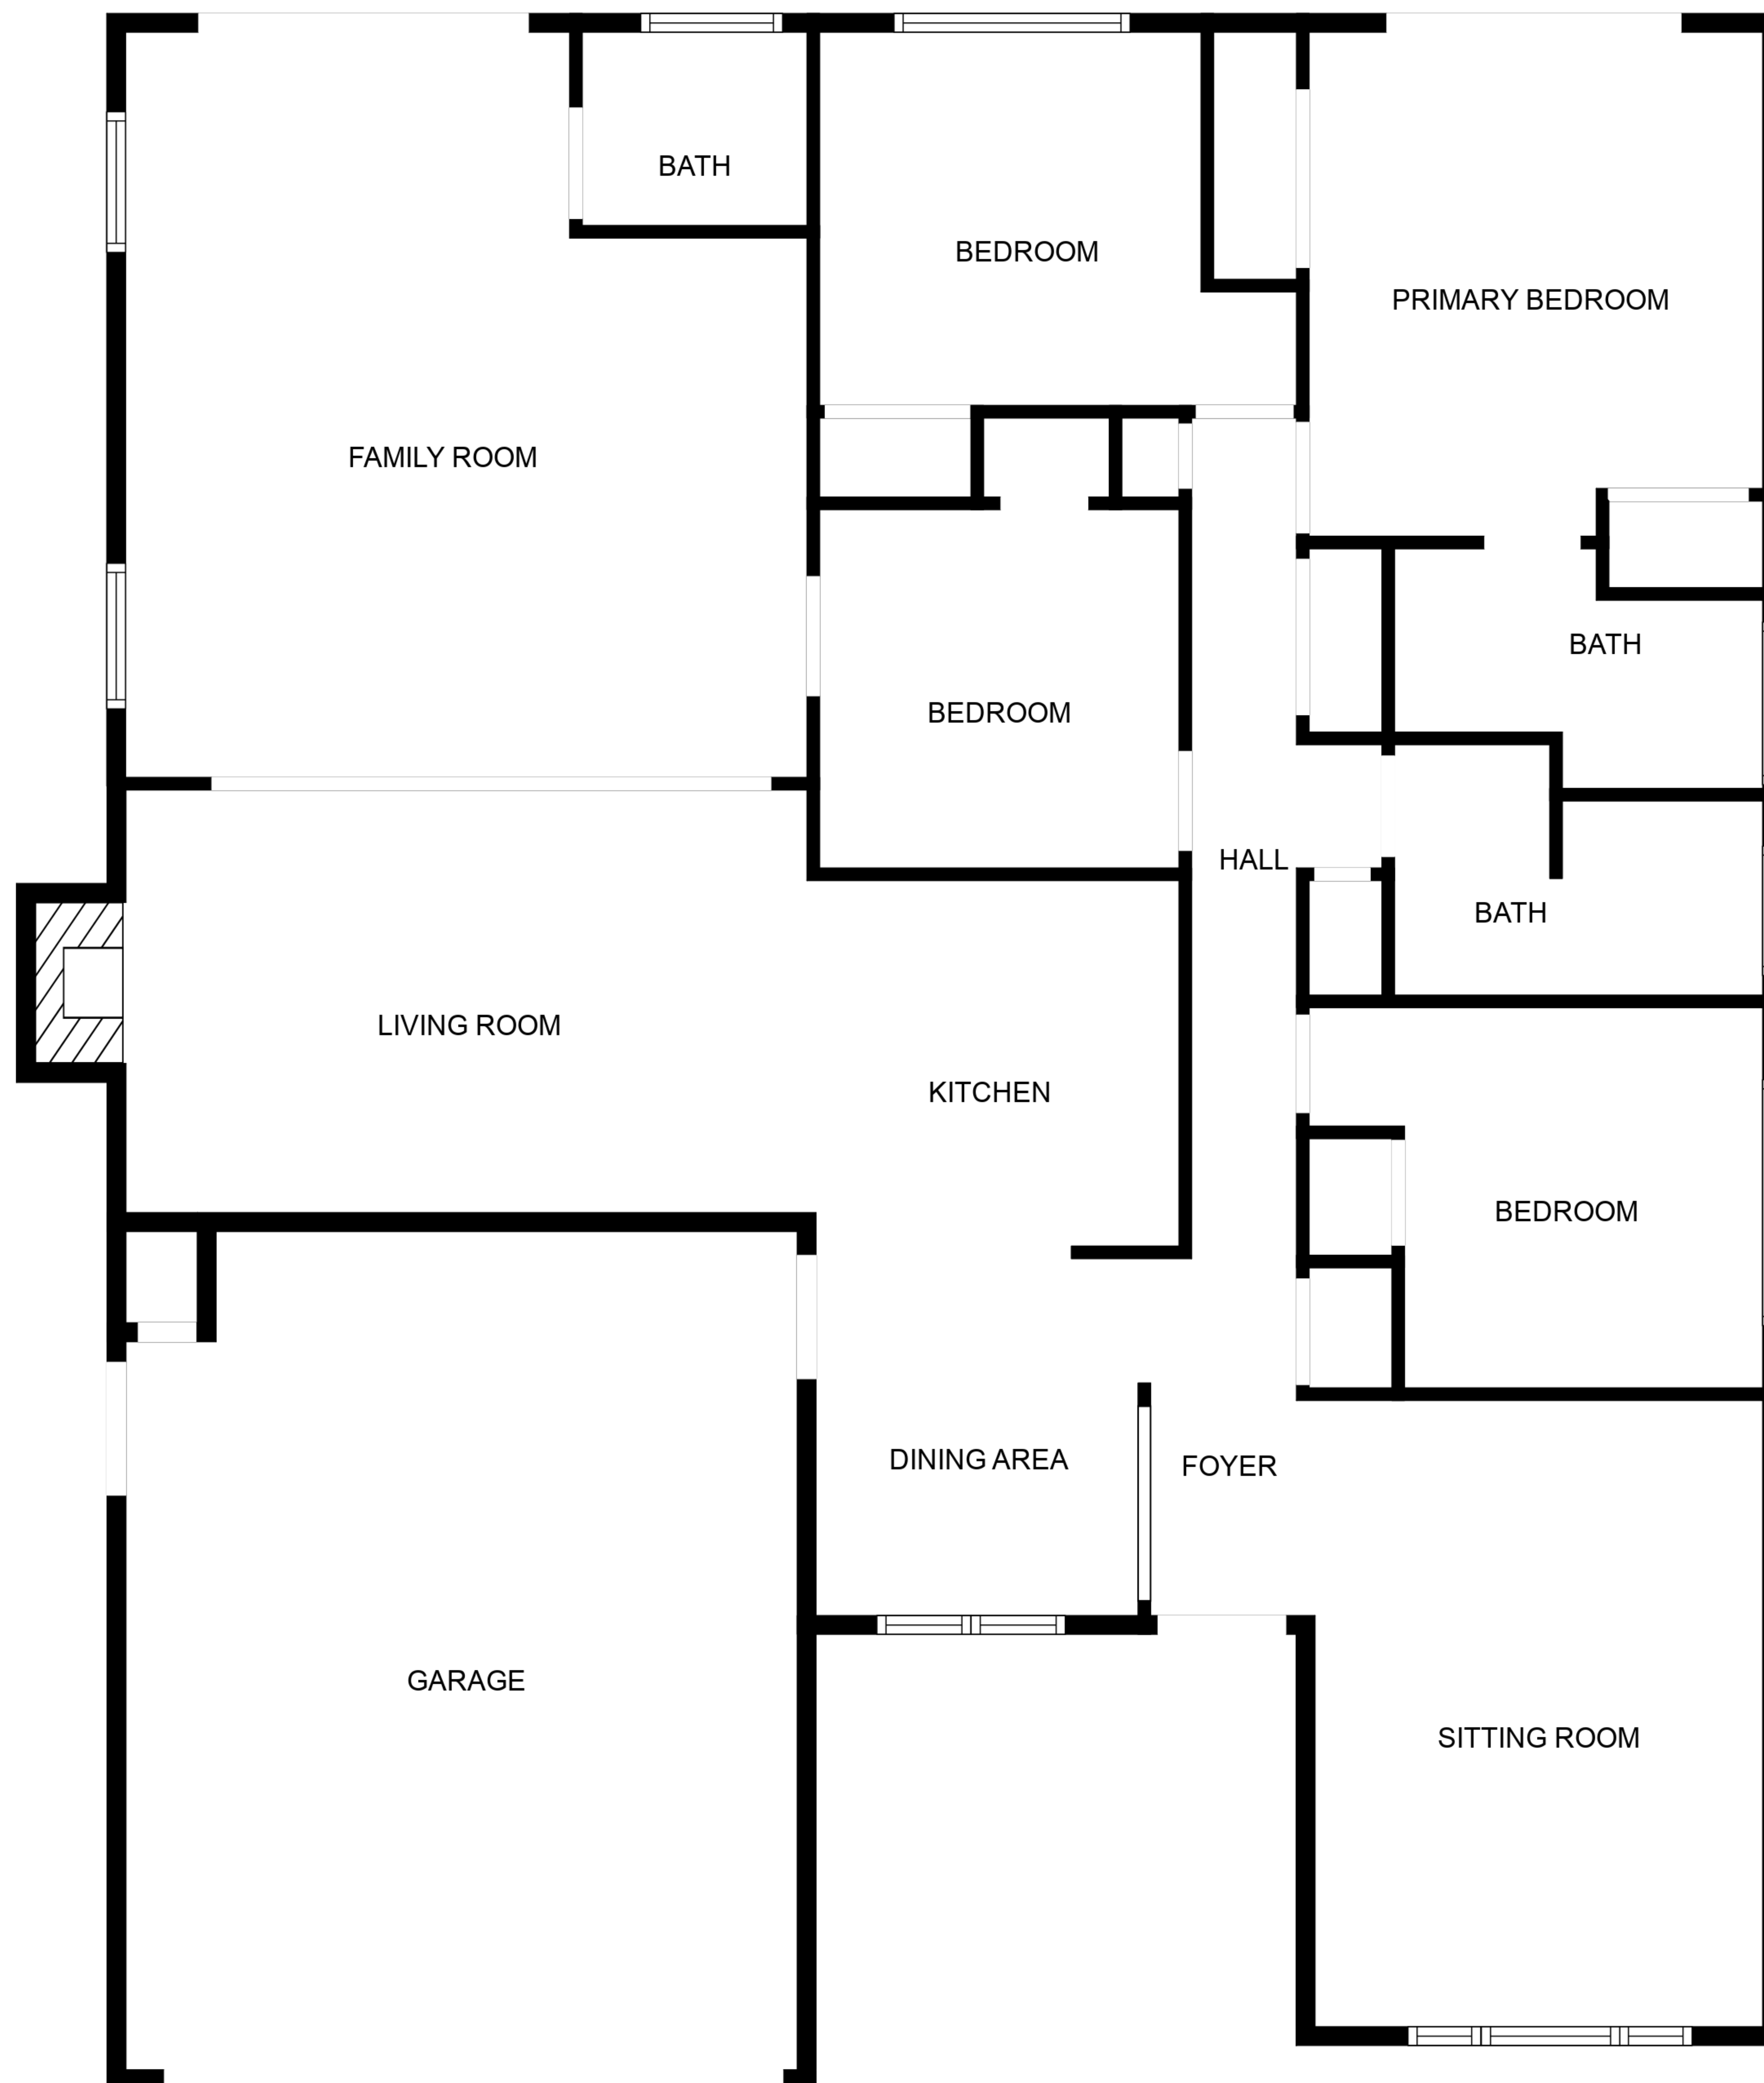 BATH
BEDROOM
PRIMARY BEDROOM
FAMILY ROOM
BATH
BEDROOM
HALL
BATH
LIVING ROOM
KITCHEN
BEDROOM
DINING AREA
FOYER
GARAGE
SITTING ROOM